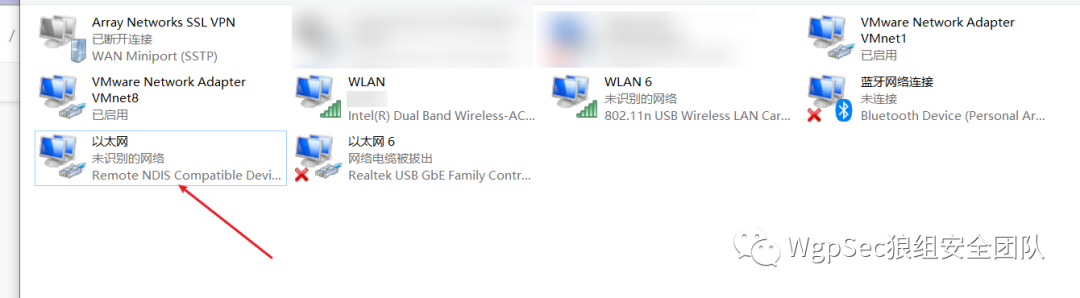 /
Array Networks SSL VPN
已断开连接
WAN Miniport (SSTP)
VMware Network Adapter
VMnet1
已启用
VMware Network Adapter
VMnet8
已启用
WLAN
Intel(R) Dual Band Wireless-AC...
WLAN 6
未识别的网络
802.11n USB Wireless LAN Car...
蓝牙网络连接
未连接
Bluetooth Device (Personal Ar...
以太网
未识别的网络
Remote NDIS Compatible Devi...
以太网 6
网络电缆被拔出
Realtek USB GbE Family Contr...
WgpSec狼组安全团队